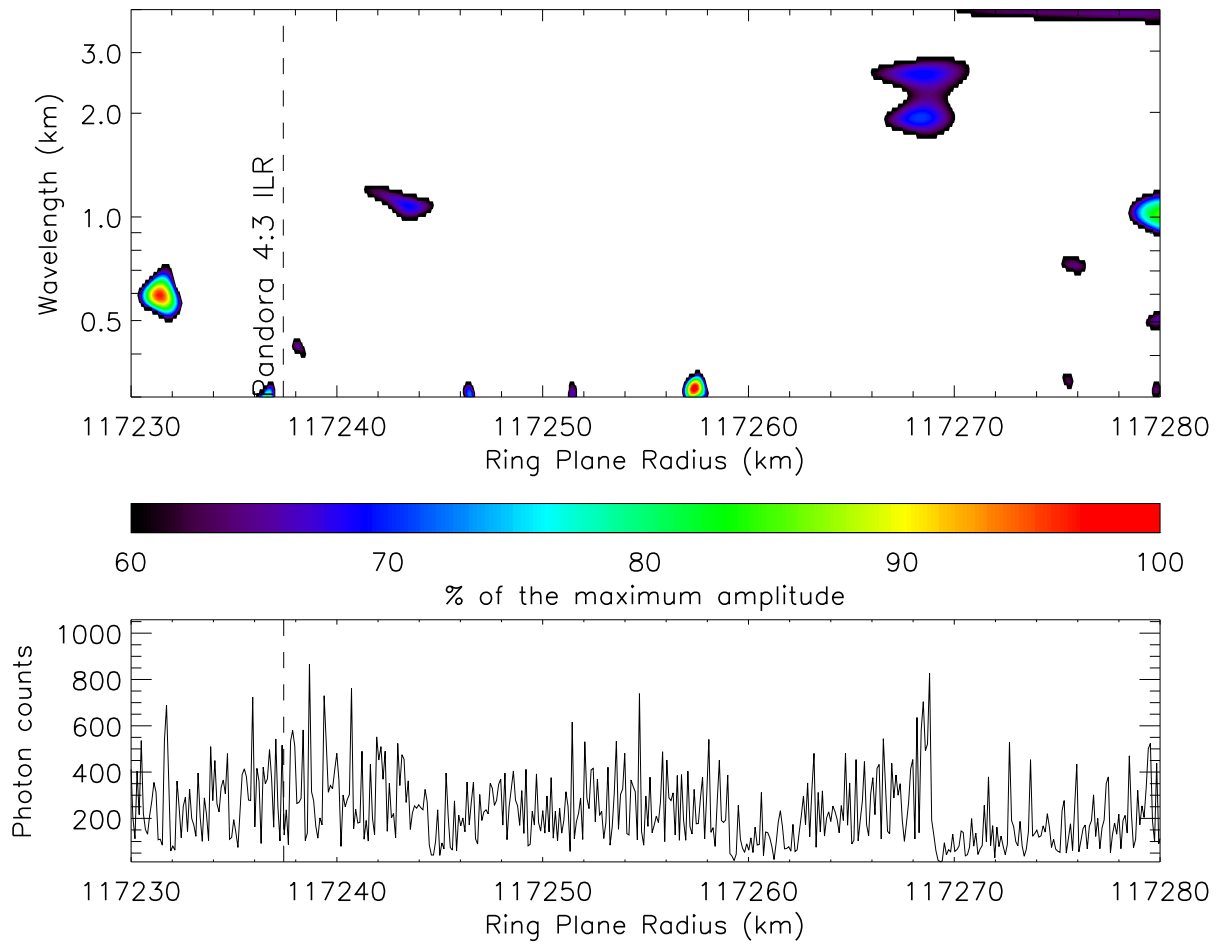 3.0
2.0
1.0
0.5
Wavelength (km)
Pandora 4:3 ILR
117230 117240 117250 117260 117270 117280
Ring Plane Radius (km)
60 70 80 90 100
% of the maximum amplitude
1000
800
600
400
200
Photon counts
117230 117240 117250 117260 117270 117280
Ring Plane Radius (km)